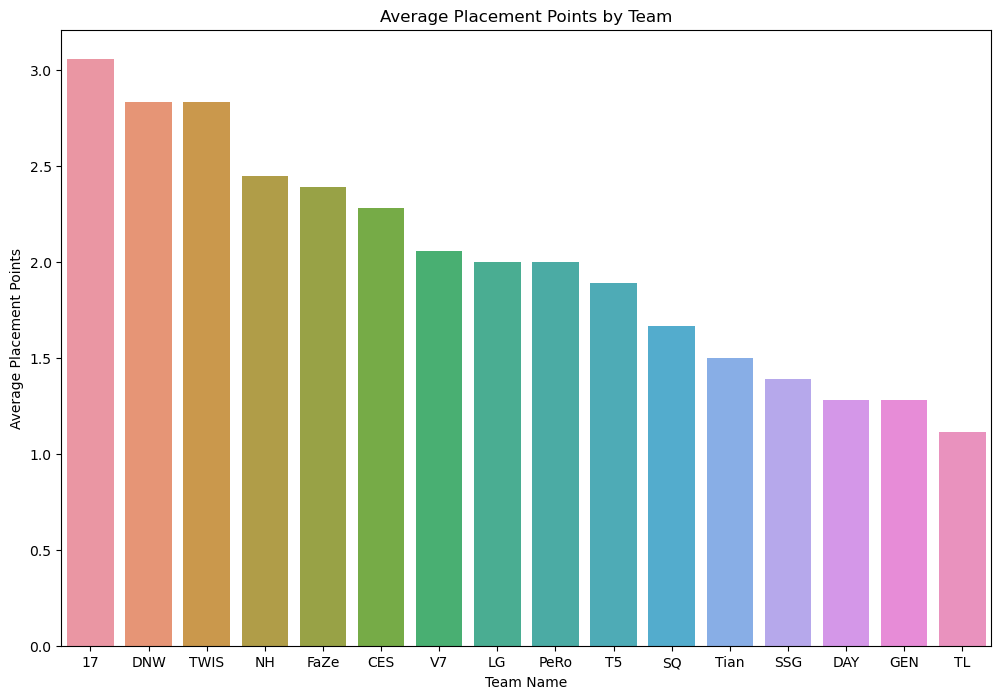 Average Placement Points by Team
Average Placement Points
3.0
2.5
2.0
1.5
1.0
0.5
0.0
17 DNW TWIS NH FaZe CES V7 LG PeRo T5 SQ Tian SSG DAY GEN TL
Team Name